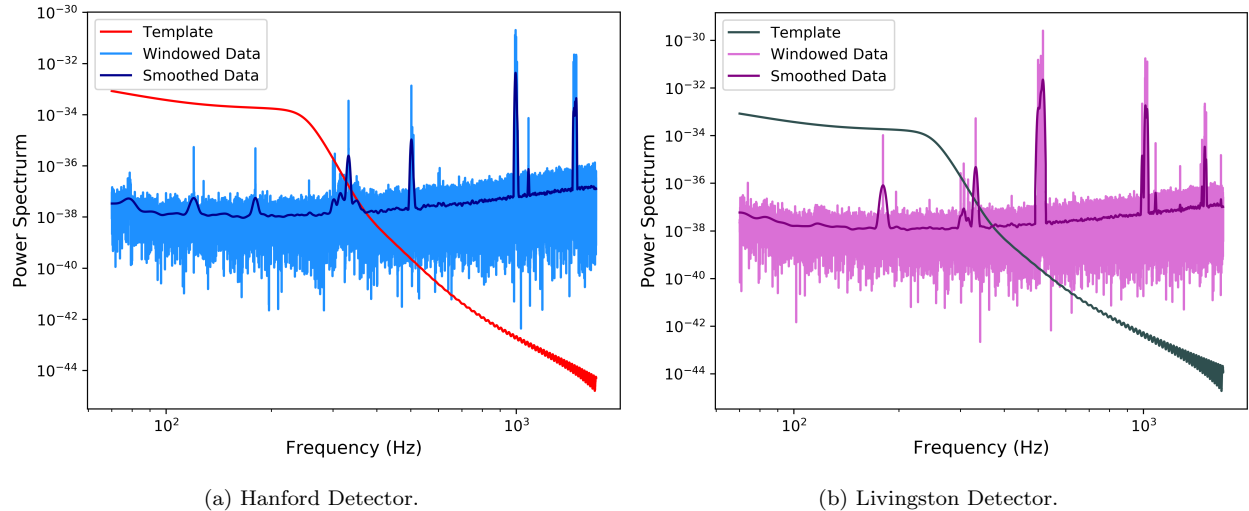 Template
Windowed Data
Smoothed Data
10^-30
10^-32
10^-34
10^-36
10^-38
10^-40
10^-42
10^-44
Power Spectrurm
10^2
10^3
Frequency (Hz)
(a) Hanford Detector.
Template
Windowed Data
Smoothed Data
10^-30
10^-32
10^-34
10^-36
10^-38
10^-40
10^-42
10^-44
Power Spectrurm
10^2
10^3
Frequency (Hz)
(b) Livingston Detector.